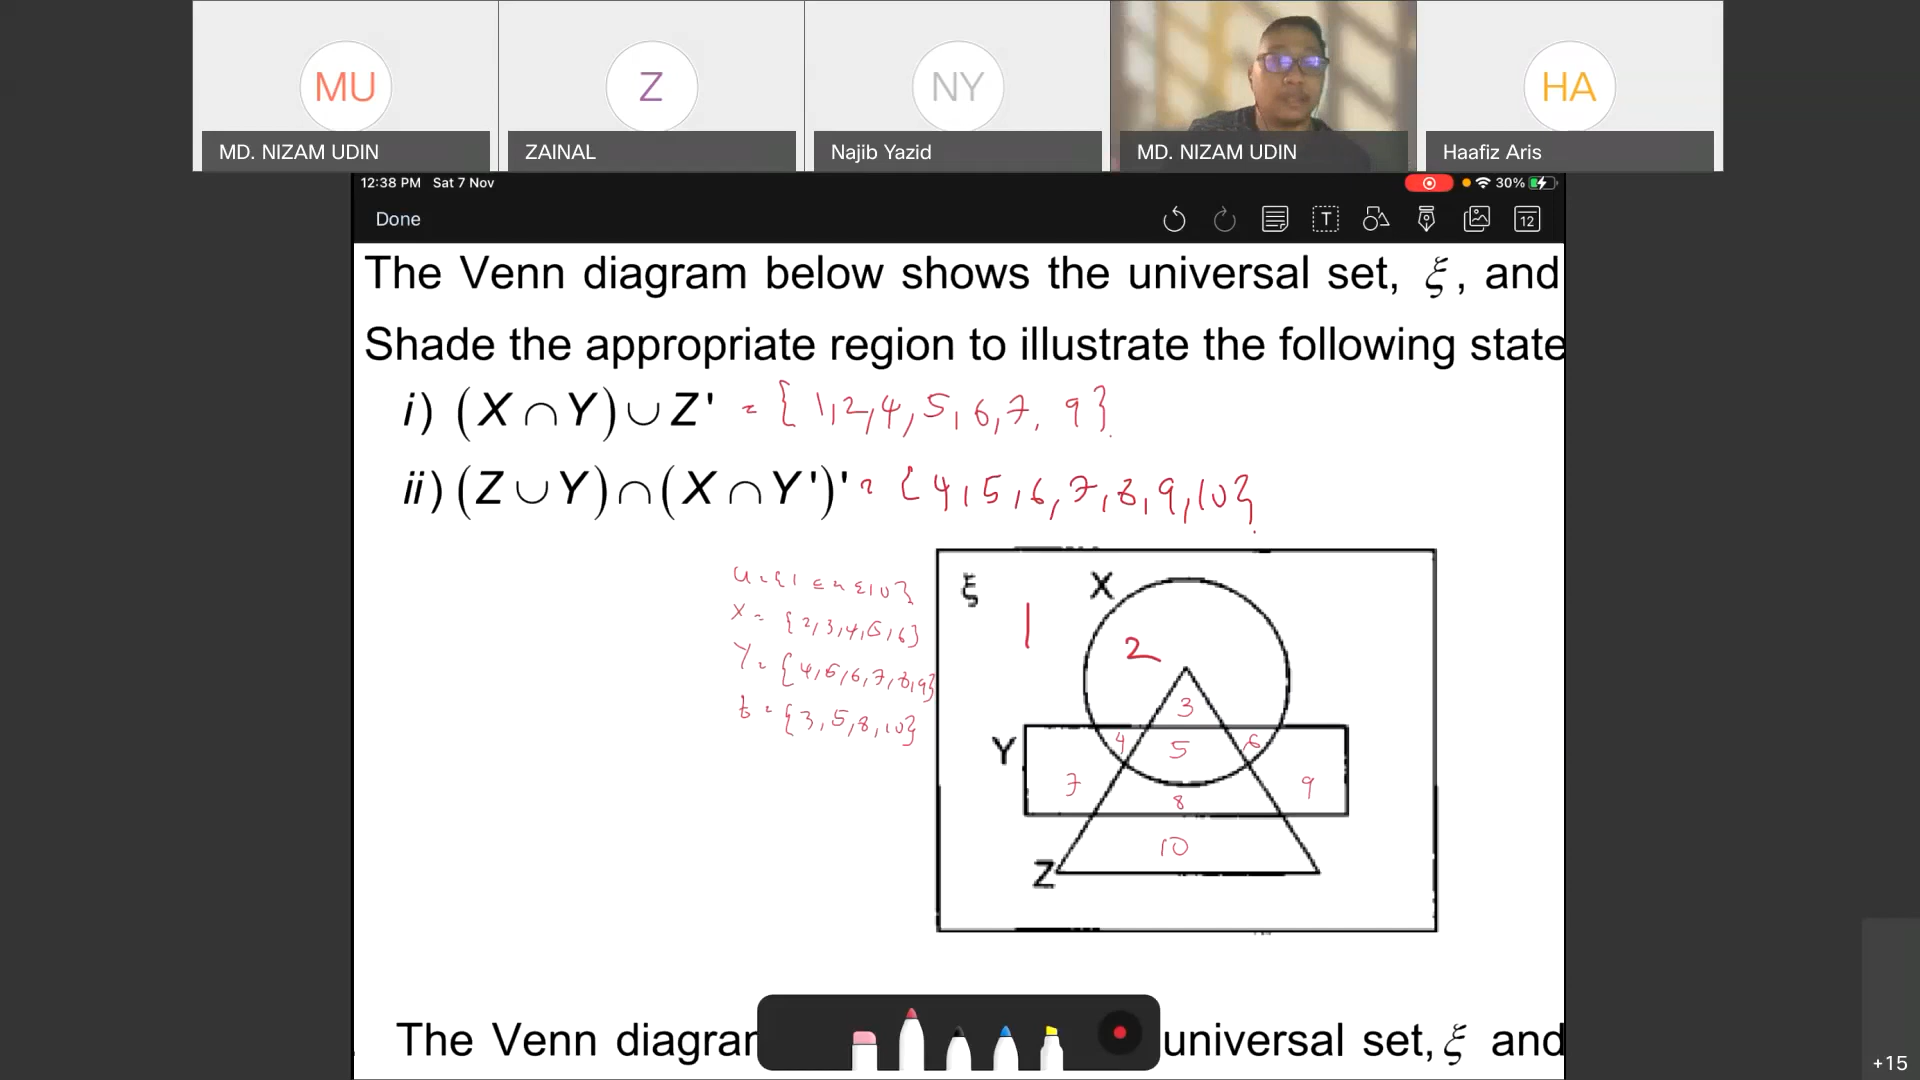 MU Z NY HA
MD. NIZAM UDIN ZAINAL Najib Yazid MD. NIZAM UDIN Haafiz Aris
12:38 PM Sat 7 Nov 30%
Done T 12
The Venn diagram below shows the universal set, ξ, and
Shade the appropriate region to illustrate the following state
i) (X∩Y)∪Z' = {1,2,4,5,6,7,9}
ii) (Z∪Y)∩(X∩Y')' = {4,5,6,7,8,9,10}
u = {1 ≤ x ≤ 10}
X = {2,3,4,5,6}
Y = {4,5,6,7,8,9}
Z = {3,5,8,10}
ξ X
1
2
3
Y 4 5 6
7 9
8
10
Z
The Venn diagram universal set, ξ and
+15